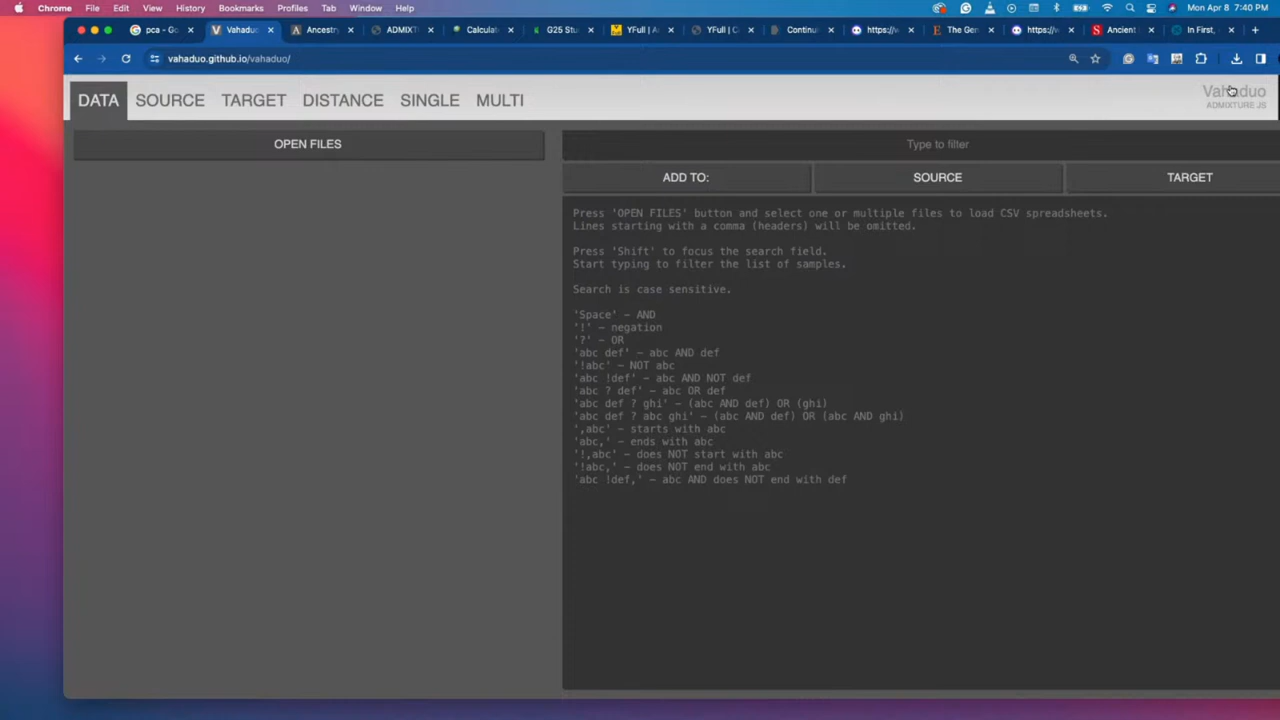 Chrome File Edit View History Bookmarks Profiles Tab Window Help Mon Apr 8 7:40 PM
pca - Go Vahaduo Ancestry ADMIXT Calculat G25 Stu YFull | A YFull | C Continu https://w The Gen https://w Ancient In First,
vahaduo.github.io/vahaduo/
DATA SOURCE TARGET DISTANCE SINGLE MULTI
Vahaduo
ADMIXTURE JS
OPEN FILES
Type to filter
ADD TO: SOURCE TARGET
Press 'OPEN FILES' button and select one or multiple files to load CSV spreadsheets.
Lines starting with a comma (headers) will be omitted.
Press 'Shift' to focus the search field.
Start typing to filter the list of samples.
Search is case sensitive.
'Space' – AND
'!' – negation
'?' – OR
'abc def' – abc AND def
'!abc' – NOT abc
'abc !def' – abc AND NOT def
'abc ? def' – abc OR def
'abc def ? ghi' – (abc AND def) OR (ghi)
'abc def ? abc ghi' – (abc AND def) OR (abc AND ghi)
',abc' – starts with abc
'abc,' – ends with abc
'!,abc' – does NOT start with abc
'!abc,' – does NOT end with abc
'abc !def,' – abc AND does NOT end with def